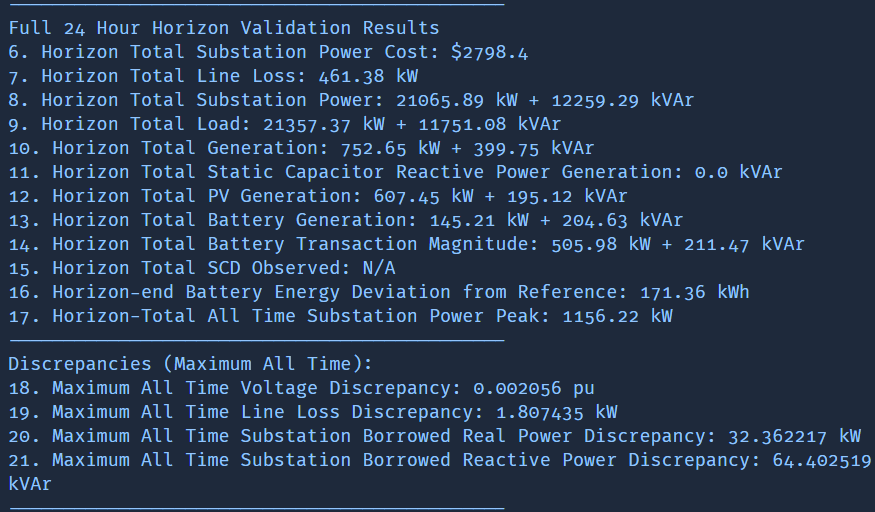 Full 24 Hour Horizon Validation Results
6. Horizon Total Substation Power Cost: $2798.4
7. Horizon Total Line Loss: 461.38 kW
8. Horizon Total Substation Power: 21065.89 kW + 12259.29 kVAr
9. Horizon Total Load: 21357.37 kW + 11751.08 kVAr
10. Horizon Total Generation: 752.65 kW + 399.75 kVAr
11. Horizon Total Static Capacitor Reactive Power Generation: 0.0 kVAr
12. Horizon Total PV Generation: 607.45 kW + 195.12 kVAr
13. Horizon Total Battery Generation: 145.21 kW + 204.63 kVAr
14. Horizon Total Battery Transaction Magnitude: 505.98 kW + 211.47 kVAr
15. Horizon Total SCD Observed: N/A
16. Horizon-end Battery Energy Deviation from Reference: 171.36 kWh
17. Horizon-Total All Time Substation Power Peak: 1156.22 kW
Discrepancies (Maximum All Time):
18. Maximum All Time Voltage Discrepancy: 0.002056 pu
19. Maximum All Time Line Loss Discrepancy: 1.807435 kW
20. Maximum All Time Substation Borrowed Real Power Discrepancy: 32.362217 kW
21. Maximum All Time Substation Borrowed Reactive Power Discrepancy: 64.402519
kVAr